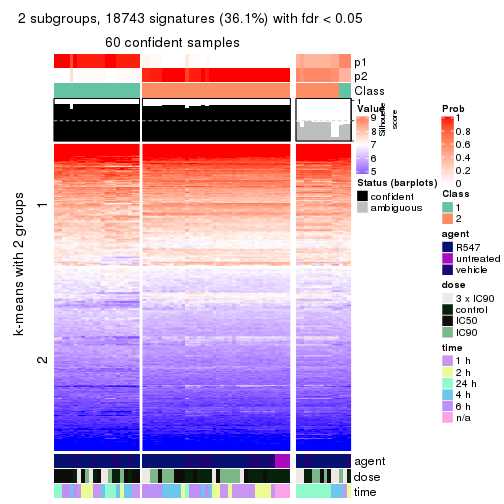 2 subgroups, 18743 signatures (36.1%) with fdr < 0.05
60 confident samples
p1
p2
Class
1
Silhouette
score
k-means with 2 groups
1
2
agent
dose
time
Value
9
8
7
6
5
Status (barplots)
confident
ambiguous
Prob
1
0.8
0.6
0.4
0.2
0
Class
1
2
agent
R547
untreated
vehicle
dose
3 x IC90
control
IC50
IC90
time
1 h
2 h
24 h
4 h
6 h
n/a